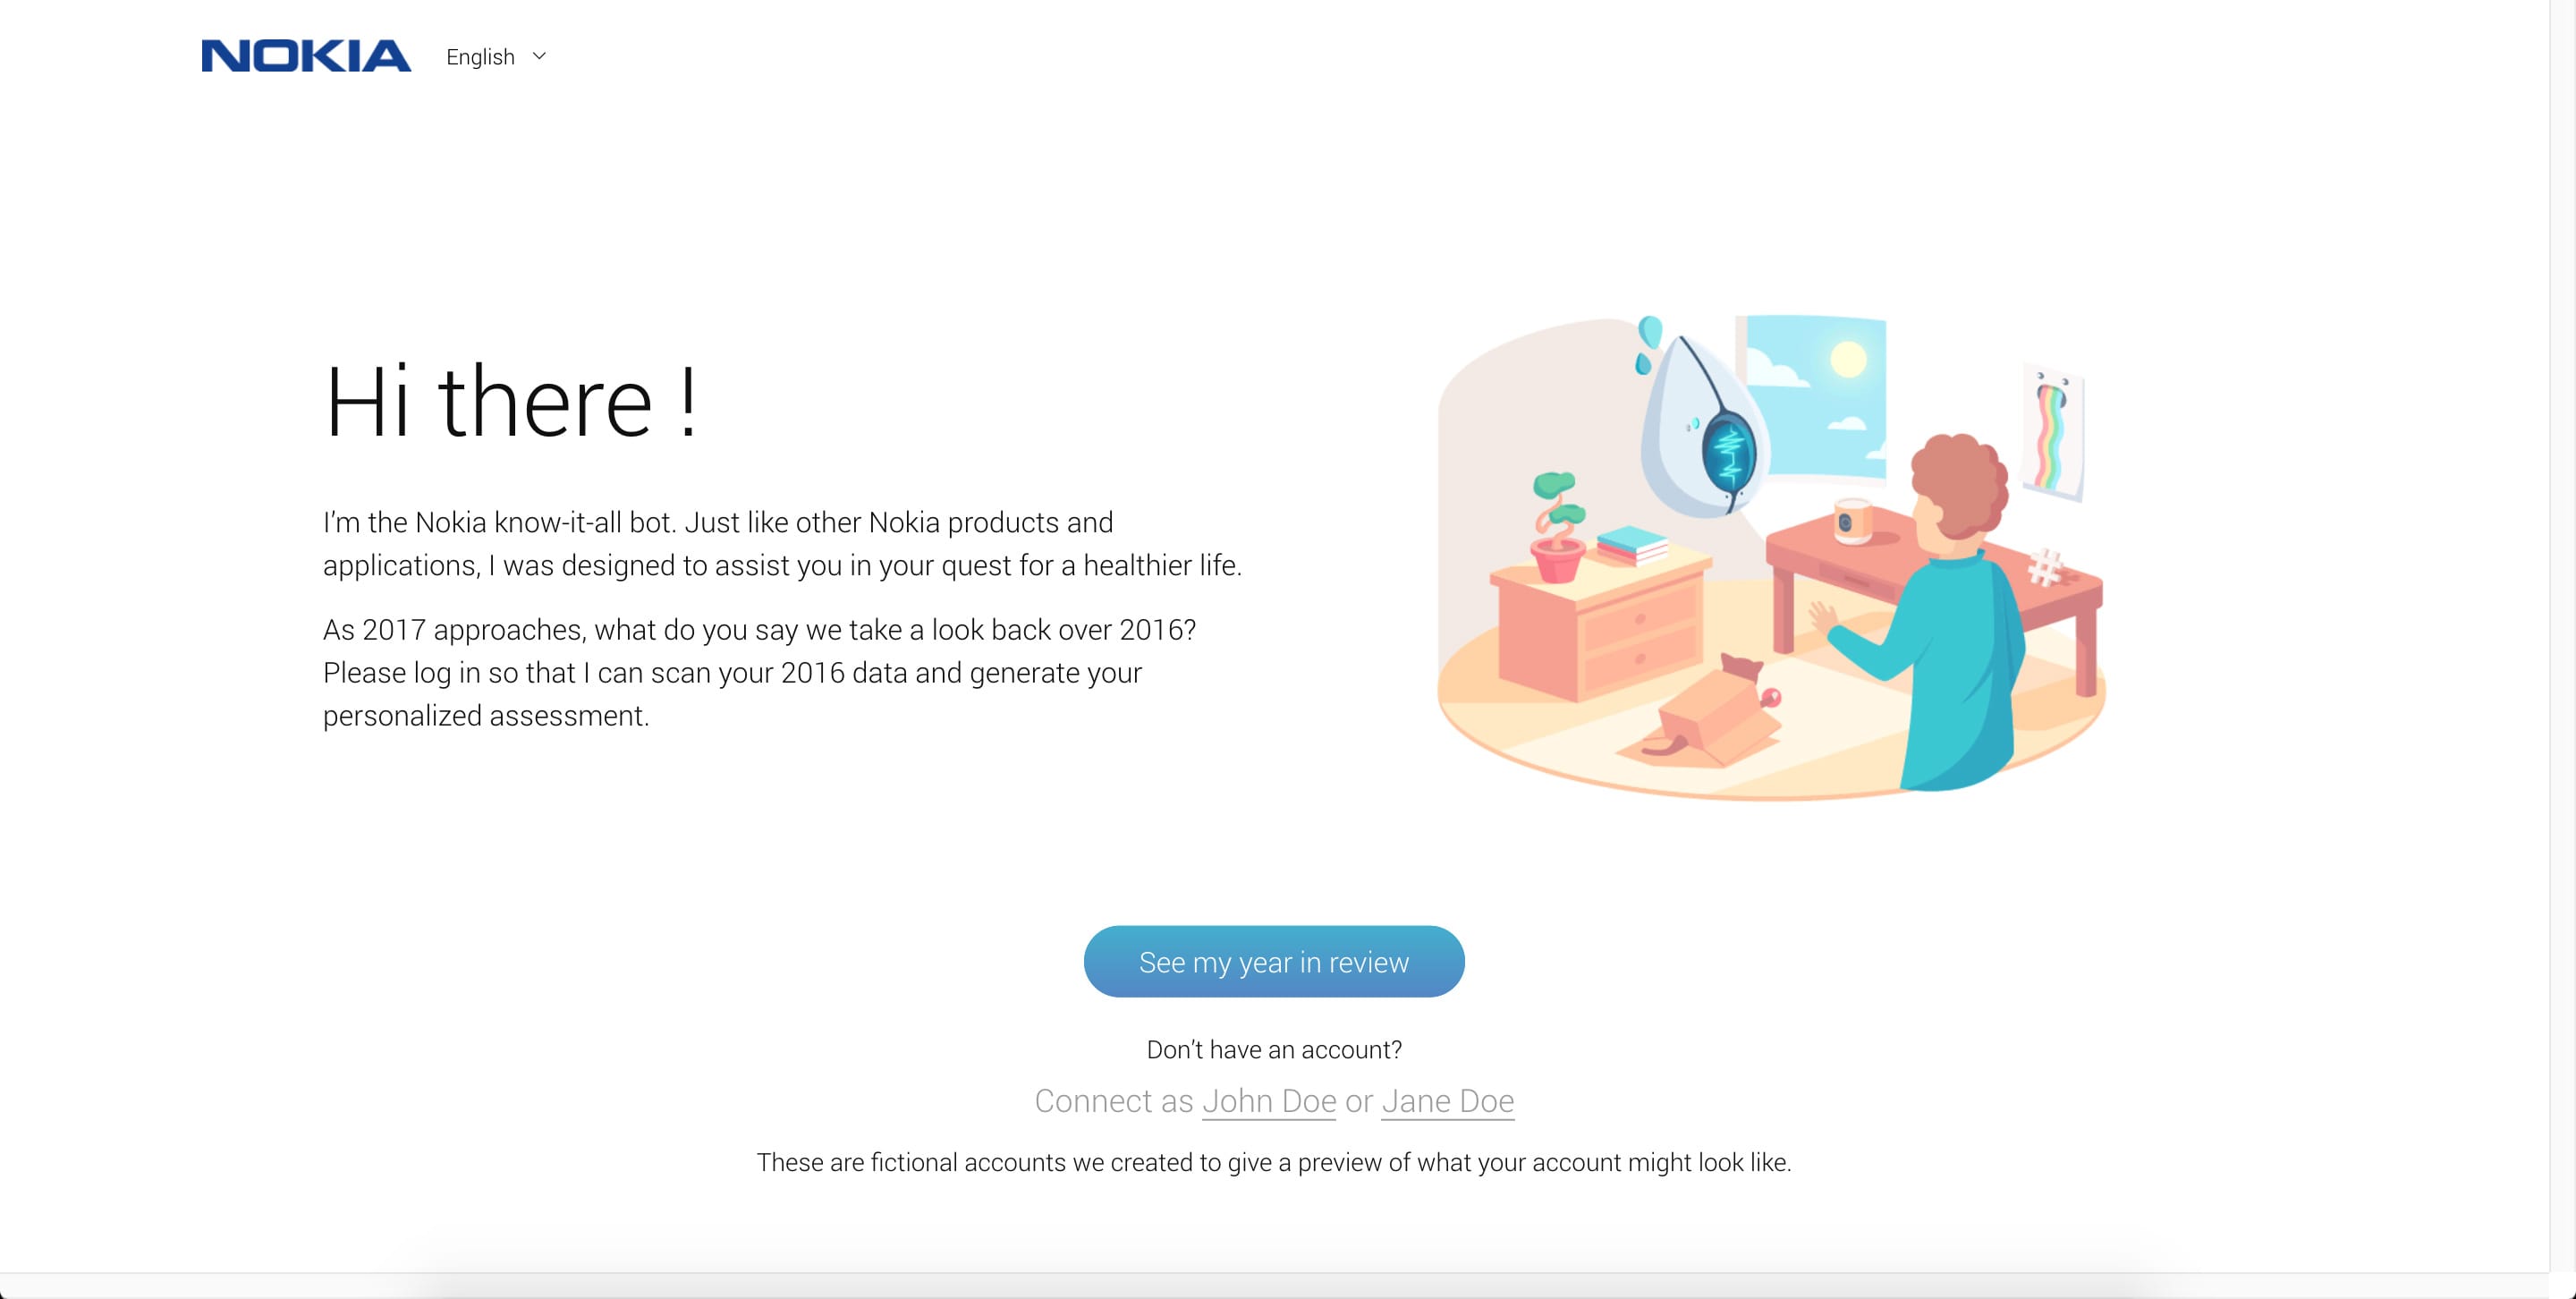 NOKIA
English
Hi there !
I’m the Nokia know-it-all bot. Just like other Nokia products and
applications, I was designed to assist you in your quest for a healthier life.
As 2017 approaches, what do you say we take a look back over 2016?
Please log in so that I can scan your 2016 data and generate your
personalized assessment.
#
See my year in review
Don’t have an account?
Connect as John Doe or Jane Doe
These are fictional accounts we created to give a preview of what your account might look like.